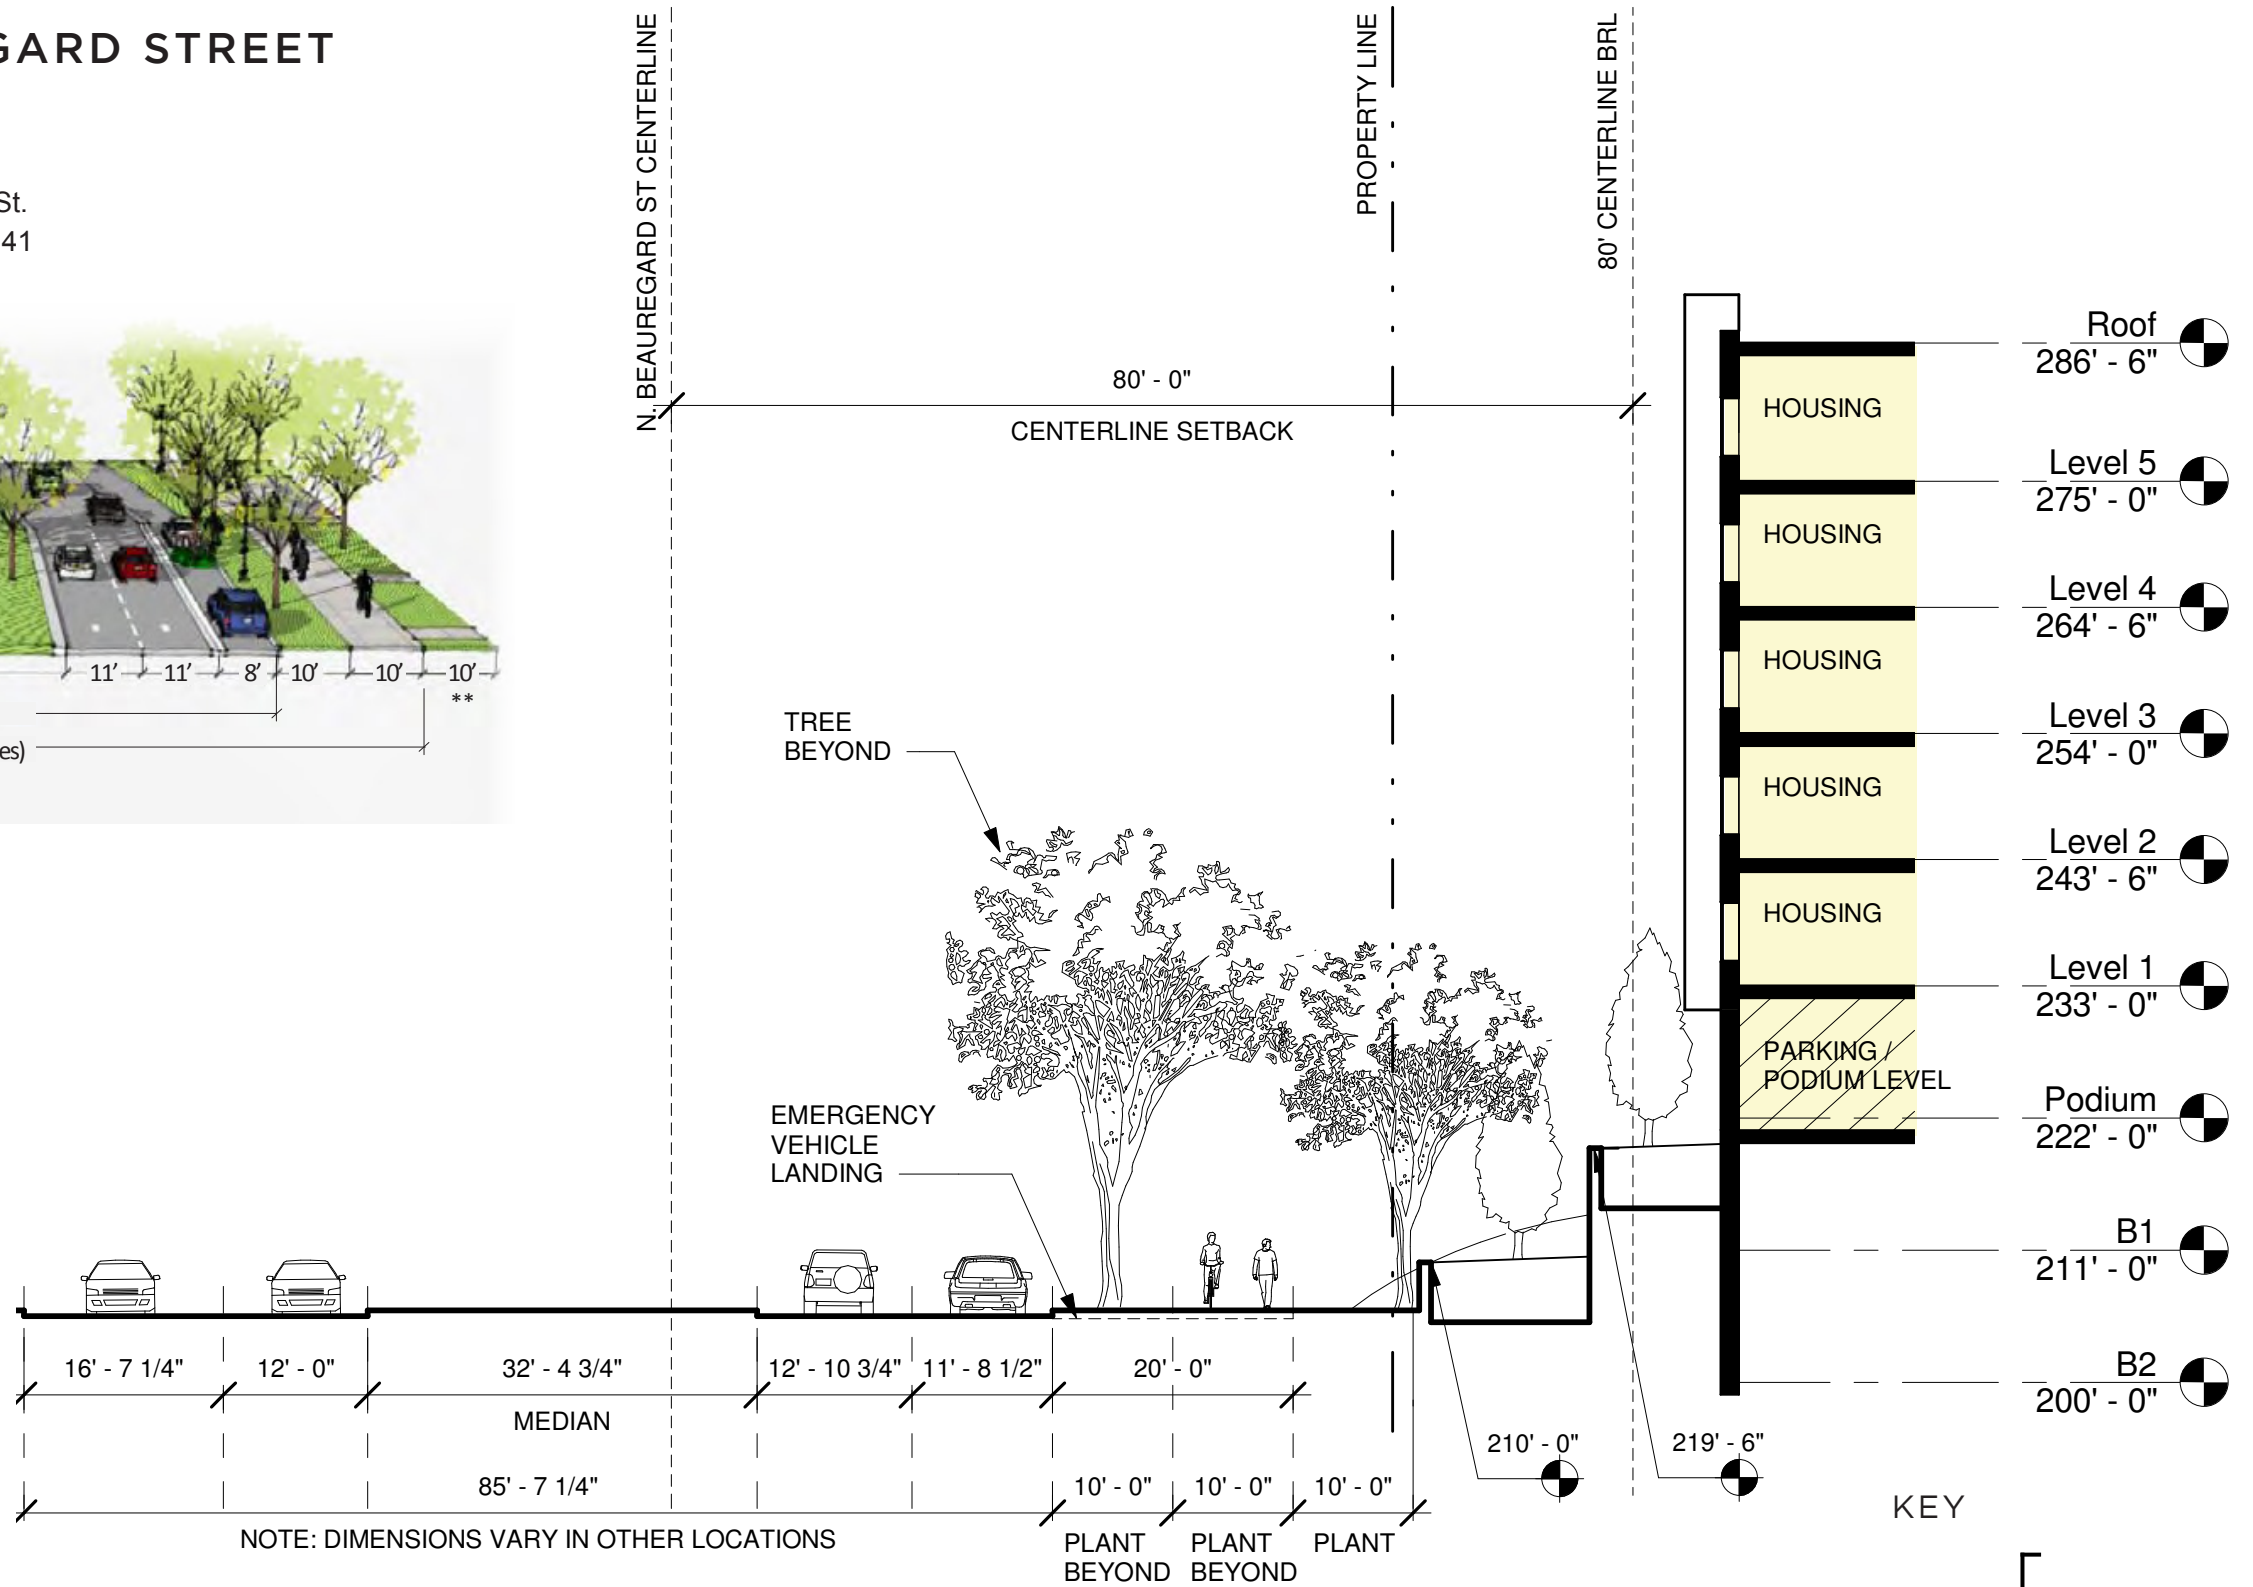 GARD STREET
St.
41
11'
11'
8'
10'
10'
10'
**
es)
N. BEAUREGARD ST CENTERLINE
PROPERTY LINE
80' CENTERLINE BRL
80' - 0"
CENTERLINE SETBACK
TREE
BEYOND
EMERGENCY
VEHICLE
LANDING
HOUSING
HOUSING
HOUSING
HOUSING
HOUSING
PARKING /
PODIUM LEVEL
Roof
286' - 6"
Level 5
275' - 0"
Level 4
264' - 6"
Level 3
254' - 0"
Level 2
243' - 6"
Level 1
233' - 0"
Podium
222' - 0"
B1
211' - 0"
B2
200' - 0"
16' - 7 1/4"
12' - 0"
32' - 4 3/4"
12' - 10 3/4"
11' - 8 1/2"
20' - 0"
MEDIAN
210' - 0"
219' - 6"
85' - 7 1/4"
10' - 0"
10' - 0"
10' - 0"
NOTE: DIMENSIONS VARY IN OTHER LOCATIONS
PLANT
BEYOND
PLANT
BEYOND
PLANT
KEY